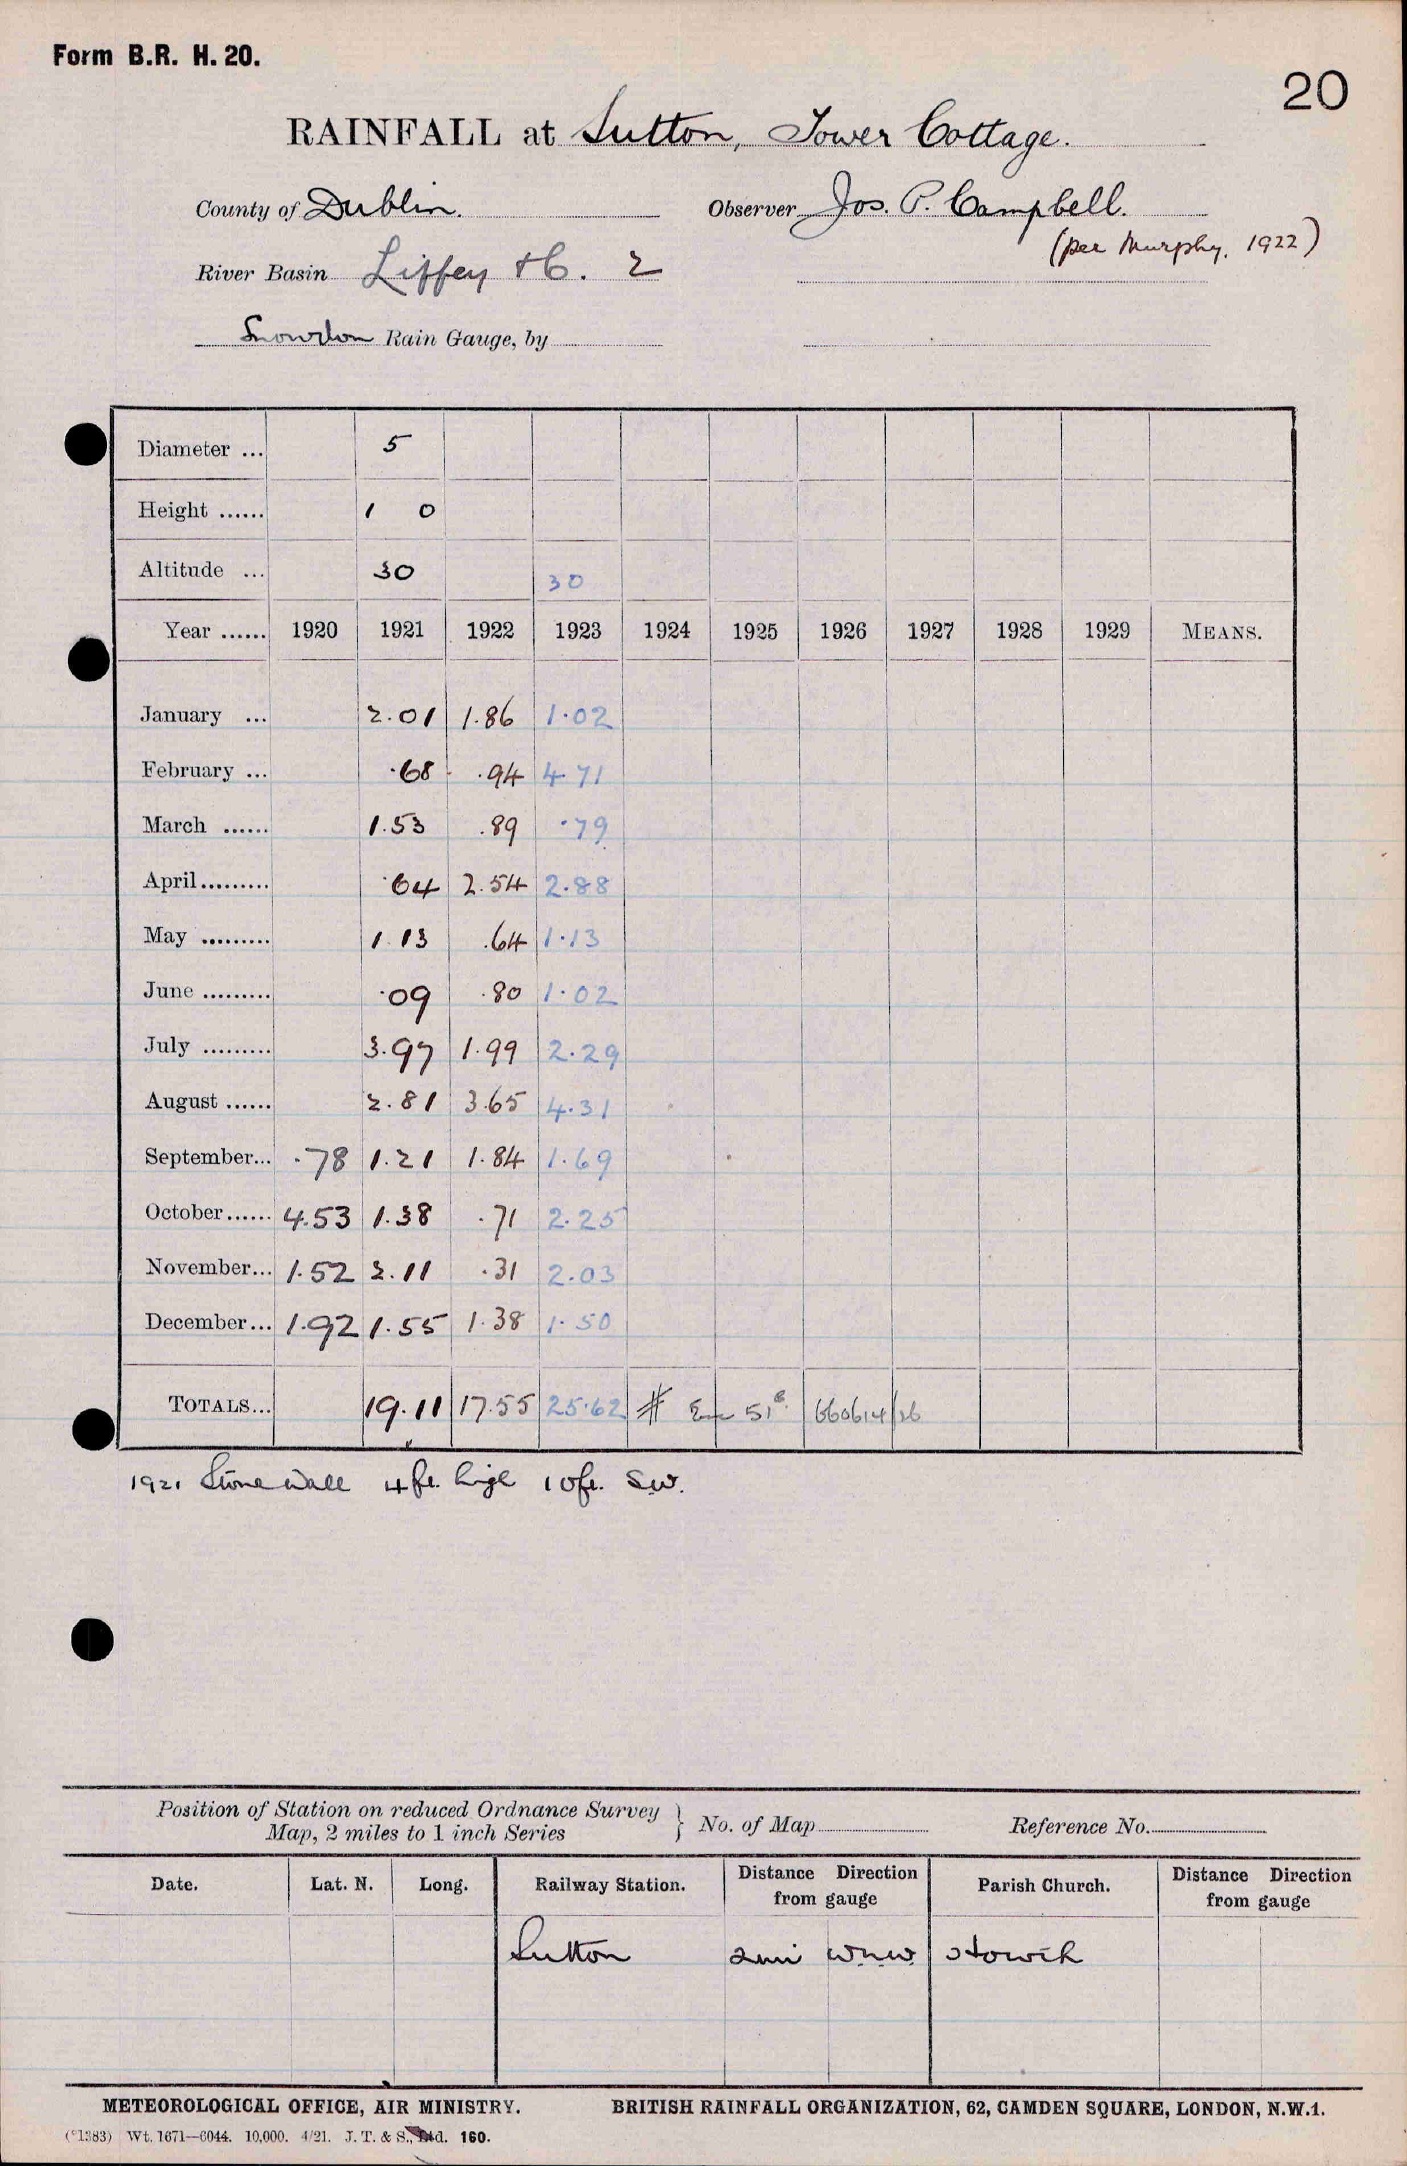 Form B.R. H. 20.
20
RAINFALL at Sutton, Tower Cottage.
County of Dublin. Observer Jos. P. Campbell.
(per Murphy, 1922)
River Basin Liffey &c. 2
Snowdon Rain Gauge, by
Diameter ... 5
Height ...... 1 0
Altitude ... 30 30
Year ...... 1920 1921 1922 1923 1924 1925 1926 1927 1928 1929 MEANS.
January ... 2.01 1.86 1.02
February ... .68 .94 4.71
March ...... 1.53 .89 .79
April......... .64 2.54 2.88
May ......... 1.13 .64 1.13
June ......... .09 .80 1.02
July ......... 3.97 1.99 2.29
August ...... 2.81 3.65 4.31
September... .78 1.21 1.84 1.69
October...... 4.53 1.38 .71 2.25
November... 1.52 2.11 .31 2.03
December... 1.92 1.55 1.38 1.50
TOTALS... 19.11 17.55 25.62 # 660614/26
1921 Stone wall 4ft. high 10ft. SW.
Position of Station on reduced Ordnance Survey
Map, 2 miles to 1 inch Series } No. of Map Reference No.
Date. Lat. N. Long. Railway Station. Distance Direction from gauge Parish Church. Distance Direction from gauge
Sutton 2mi WNW Howth
METEOROLOGICAL OFFICE, AIR MINISTRY. BRITISH RAINFALL ORGANIZATION, 62, CAMDEN SQUARE, LONDON, N.W.1.
Wt. 1671—6044. 10,000. 4/21. J. T. & S., Ltd. 160.